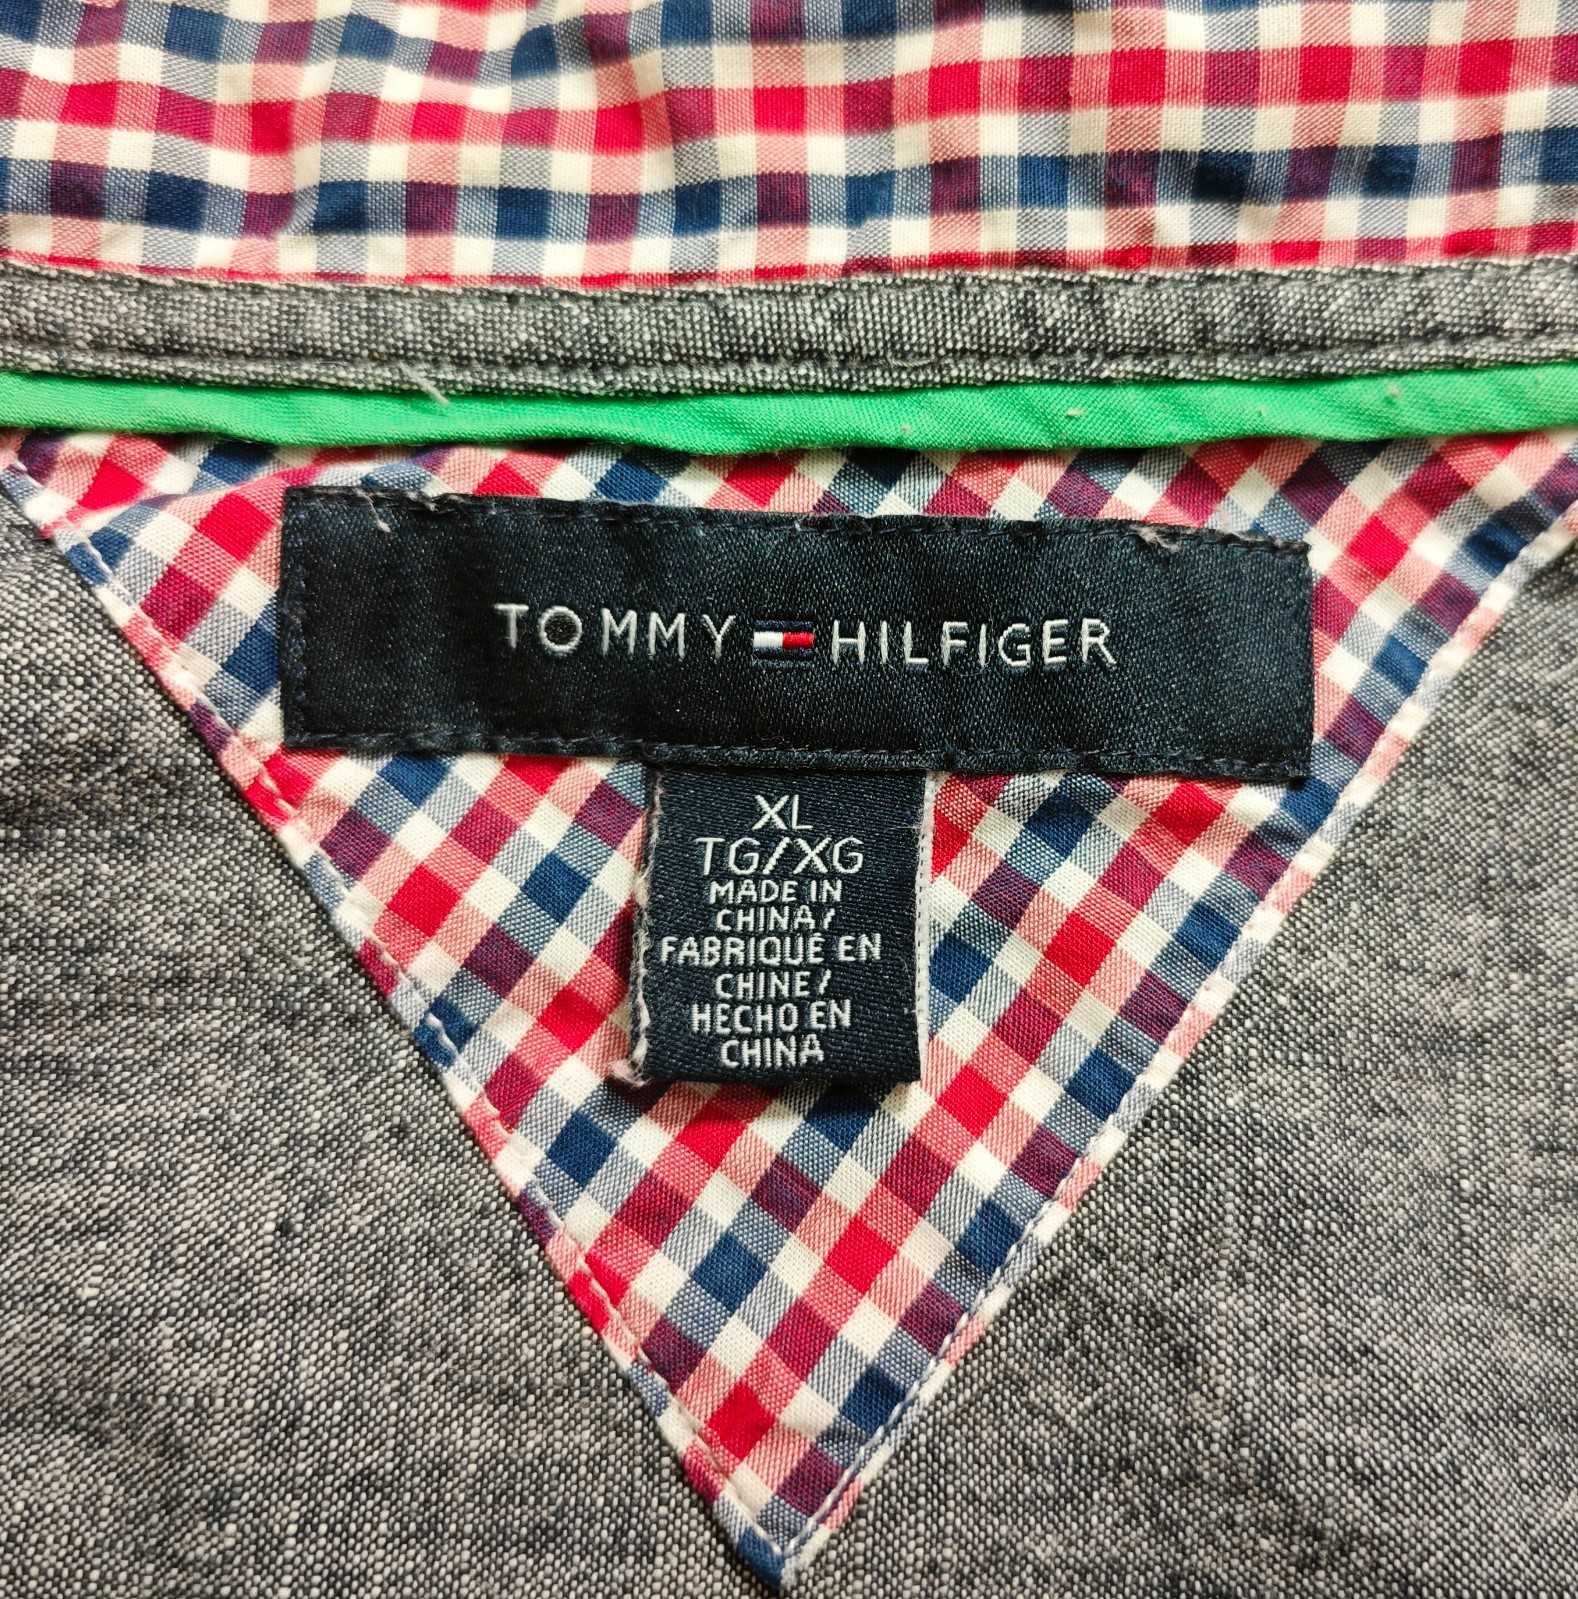 TOMMY HILFIGER
XL
TG/XG
MADE IN
CHINA/
FABRIQUÉ EN
CHINE/
HECHO EN
CHINA